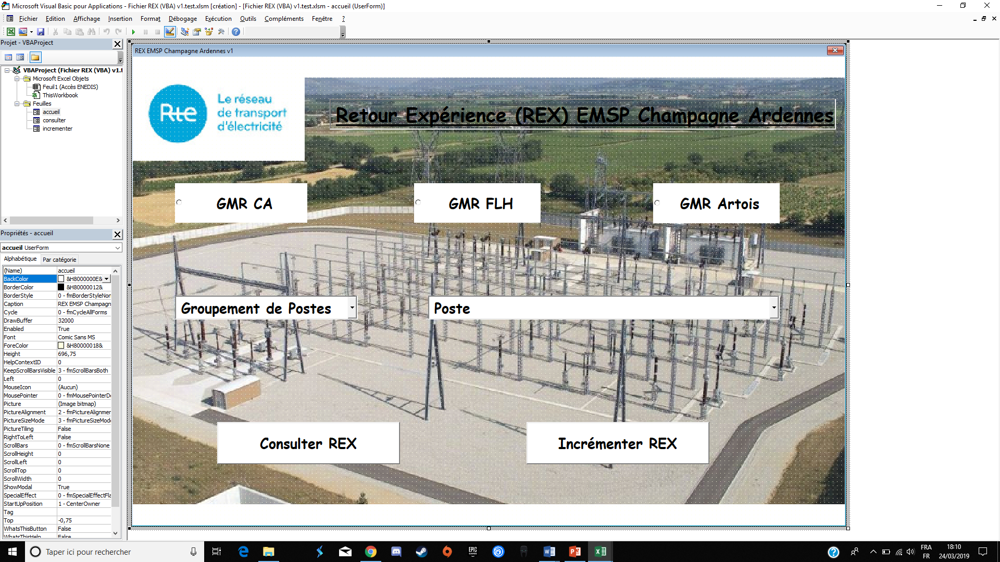 Microsoft Visual Basic pour Applications - Fichier REX (VBA) v1.test.xlsm [création] - [Fichier REX (VBA) v1.test.xlsm - accueil (UserForm)]
Fichier Edition Affichage Insertion Format Débogage Exécution Outils Compléments Fenêtre ?
Projet - VBAProject
VBAProject (Fichier REX (VBA) v1.t
Microsoft Excel Objets
Feuil1 (Accès ENEDIS)
ThisWorkbook
Feuilles
accueil
consulter
incrementer
Propriétés - accueil
accueil UserForm
Alphabétique Par catégorie
(Name) accueil
BackColor &H8000000E&
BorderColor &H80000012&
BorderStyle 0 - fmBorderStyleNon
Caption REX EMSP Champagn
Cycle 0 - fmCycleAllForms
DrawBuffer 32000
Enabled True
Font Comic Sans MS
ForeColor &H80000018&
Height 696,75
HelpContextID 0
KeepScrollBarsVisible 3 - fmScrollBarsBoth
Left 0
MouseIcon (Aucun)
MousePointer 0 - fmMousePointerDe
Picture (Image bitmap)
PictureAlignment 2 - fmPictureAlignmen
PictureSizeMode 3 - fmPictureSizeMod
PictureTiling False
RightToLeft False
ScrollBars 0 - fmScrollBarsNone
ScrollHeight 0
ScrollLeft 0
ScrollTop 0
ScrollWidth 0
ShowModal True
SpecialEffect 0 - fmSpecialEffectFla
StartUpPosition 1 - CenterOwner
Tag
Top -0,75
WhatsThisButton False
WhatsThisHelp False
REX EMSP Champagne Ardennes v1
Rte
Le réseau
de transport
d'électricité
Retour Expérience (REX) EMSP Champagne Ardennes
GMR CA GMR FLH GMR Artois
Groupement de Postes Poste
Consulter REX Incrémenter REX
Taper ici pour rechercher
EPIC
GAMES
FRA
FR
18:10
24/03/2019